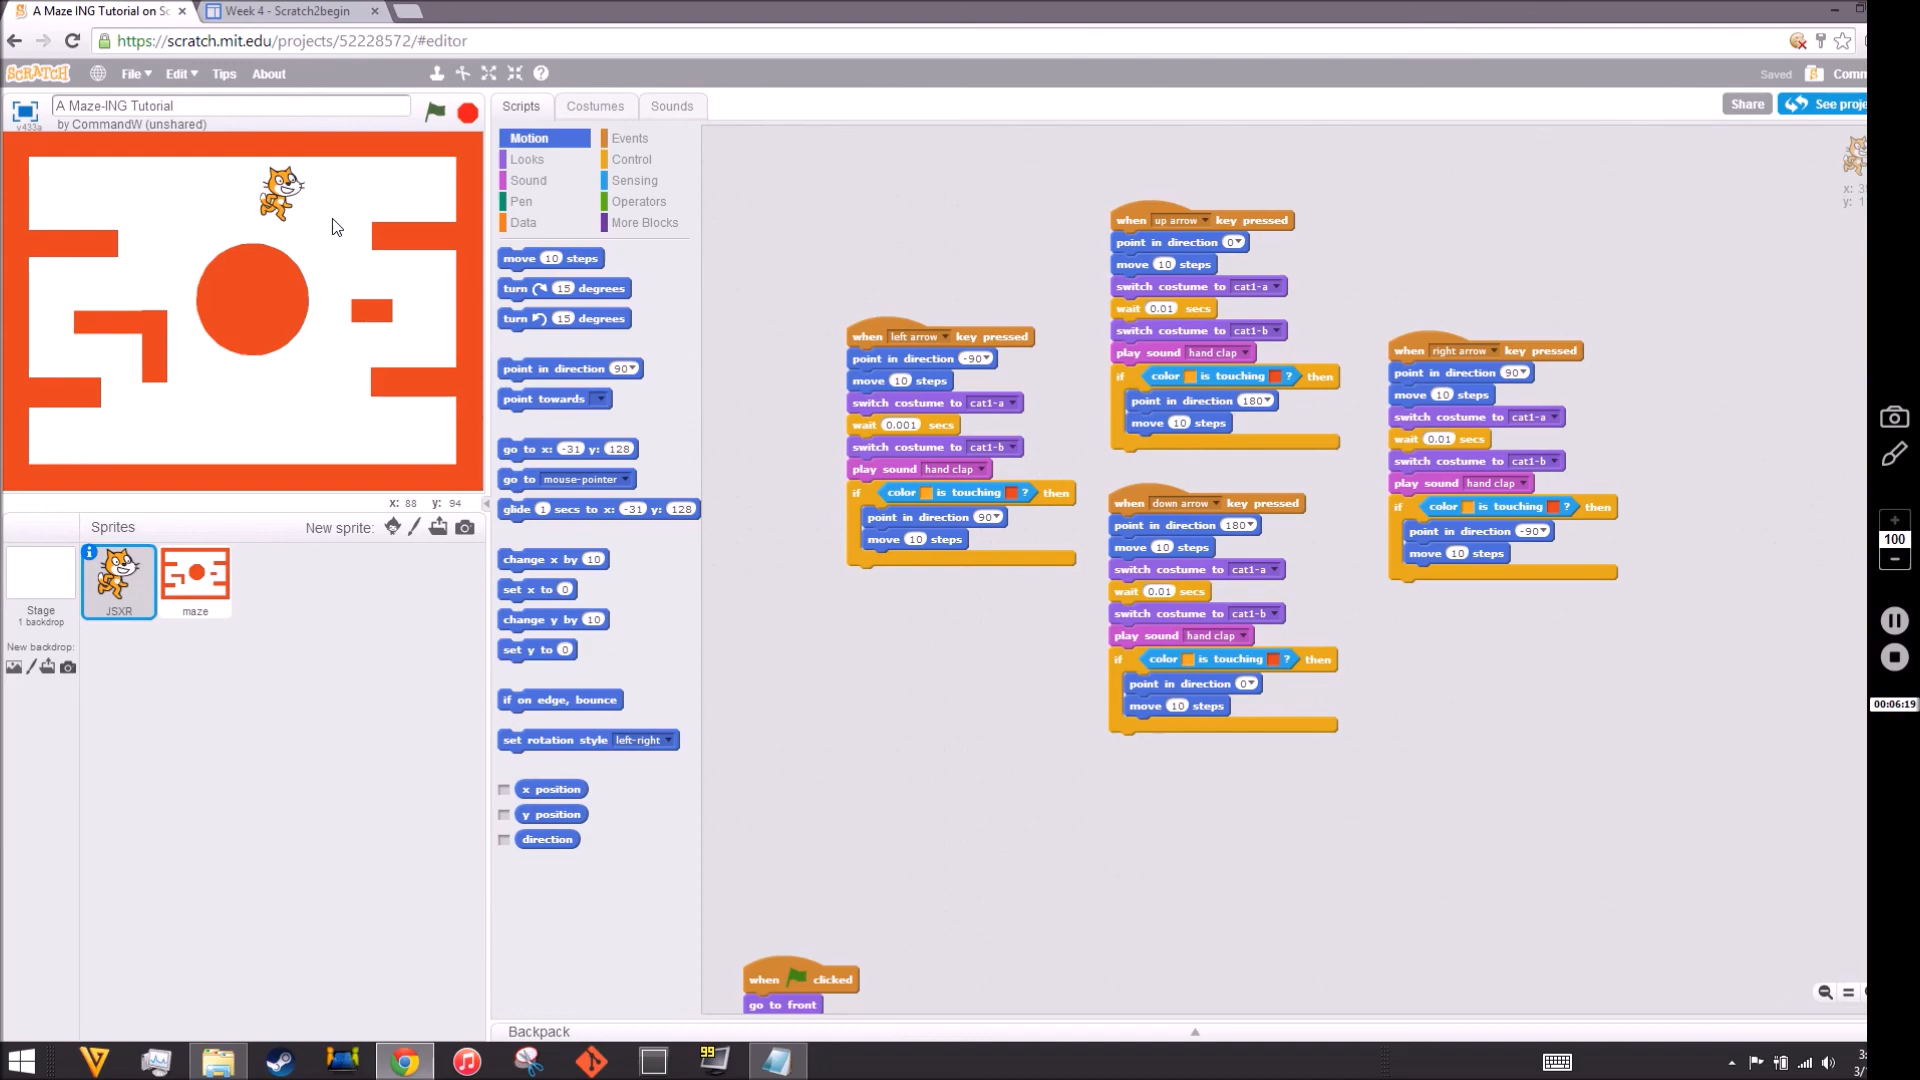 A Maze ING Tutorial on Sc
Week 4 - Scratch2begin
https://scratch.mit.edu/projects/52228572/#editor
SCRATCH
File
Edit
Tips
About
Saved
Comm
A Maze-ING Tutorial
by CommandW (unshared)
v433a
Scripts
Costumes
Sounds
Share
See proje
Motion
Looks
Sound
Pen
Data
Events
Control
Sensing
Operators
More Blocks
move 10 steps
turn 15 degrees
turn 15 degrees
point in direction 90
point towards
go to x: -31 y: 128
go to mouse-pointer
glide 1 secs to x: -31 y: 128
change x by 10
set x to 0
change y by 10
set y to 0
if on edge, bounce
set rotation style left-right
x position
y position
direction
when left arrow key pressed
point in direction -90
move 10 steps
switch costume to cat1-a
wait 0.001 secs
switch costume to cat1-b
play sound hand clap
if color is touching ? then
point in direction 90
move 10 steps
when up arrow key pressed
point in direction 0
move 10 steps
switch costume to cat1-a
wait 0.01 secs
switch costume to cat1-b
play sound hand clap
if color is touching ? then
point in direction 180
move 10 steps
when down arrow key pressed
point in direction 180
move 10 steps
switch costume to cat1-a
wait 0.01 secs
switch costume to cat1-b
play sound hand clap
if color is touching ? then
point in direction 0
move 10 steps
when right arrow key pressed
point in direction 90
move 10 steps
switch costume to cat1-a
wait 0.01 secs
switch costume to cat1-b
play sound hand clap
if color is touching ? then
point in direction -90
move 10 steps
when clicked
go to front
x: 88 y: 94
Sprites
New sprite:
JSXR
maze
Stage
1 backdrop
New backdrop:
Backpack
100
00:06:19
99